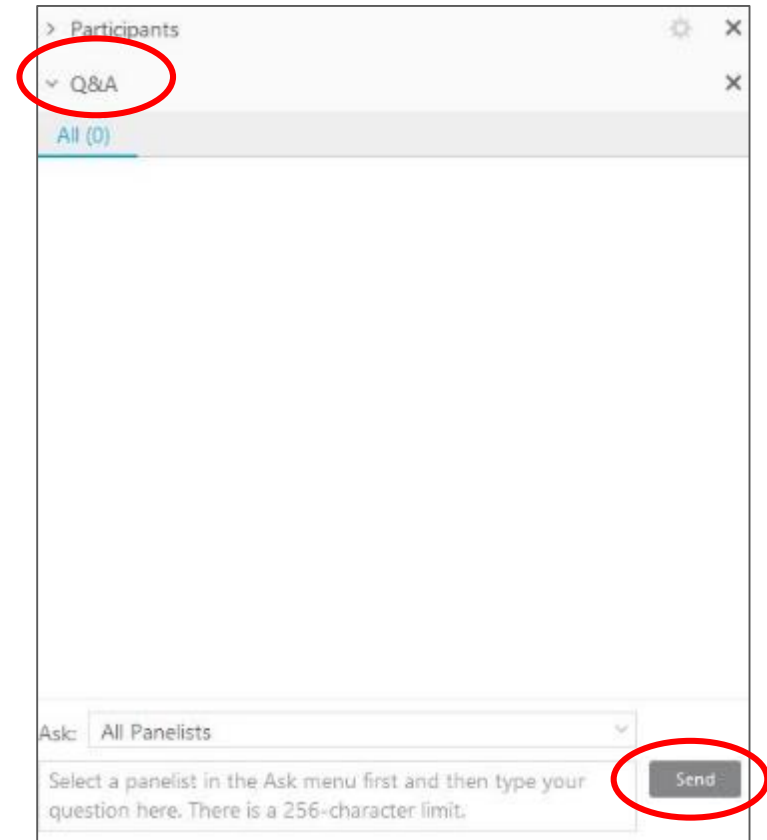 Participants
Q&A
All (0)
Ask: All Panelists
Select a panelist in the Ask menu first and then type your
question here. There is a 256-character limit.
Send